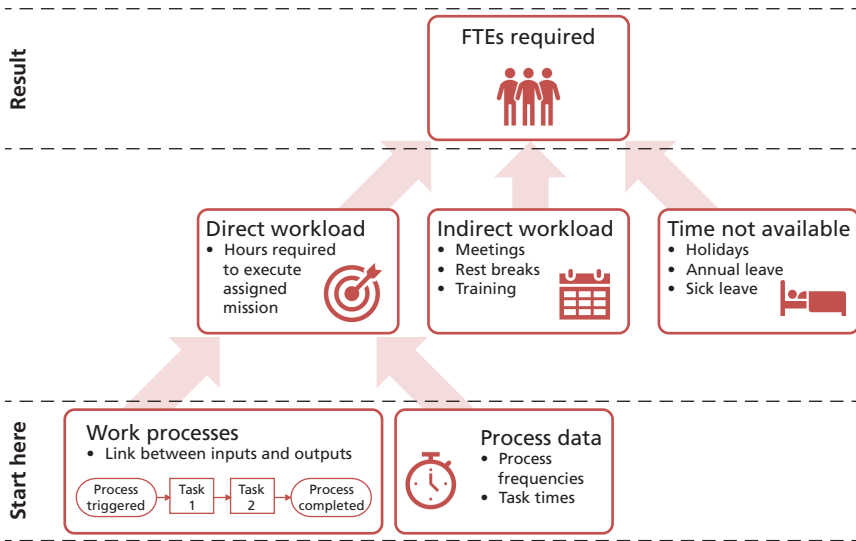 Result
FTEs required
Direct workload
• Hours required
to execute
assigned
mission
Indirect workload
• Meetings
• Rest breaks
• Training
Time not available
• Holidays
• Annual leave
• Sick leave
Start here
Work processes
• Link between inputs and outputs
Process
triggered
Task
1
Task
2
Process
completed
Process data
• Process
frequencies
• Task times